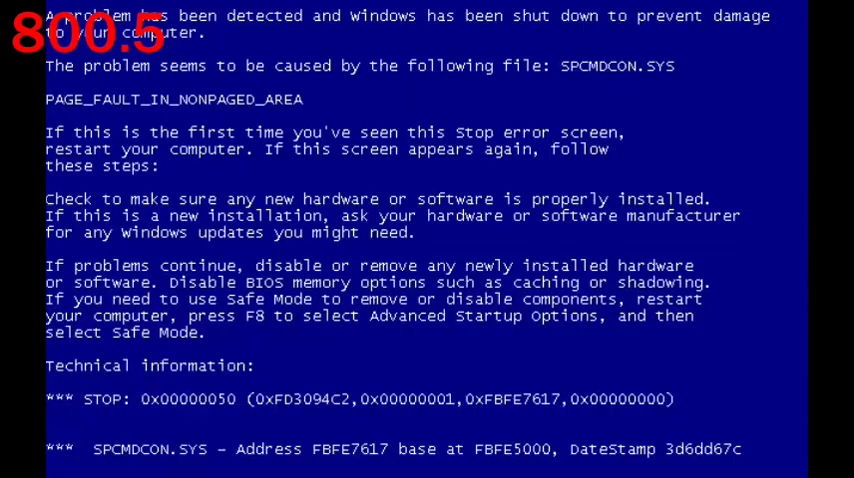 800.5
A problem has been detected and Windows has been shut down to prevent damage
to your computer.
The problem seems to be caused by the following file: SPCMDCON.SYS
PAGE_FAULT_IN_NONPAGED_AREA
If this is the first time you've seen this Stop error screen,
restart your computer. If this screen appears again, follow
these steps:
Check to make sure any new hardware or software is properly installed.
If this is a new installation, ask your hardware or software manufacturer
for any Windows updates you might need.
If problems continue, disable or remove any newly installed hardware
or software. Disable BIOS memory options such as caching or shadowing.
If you need to use Safe Mode to remove or disable components, restart
your computer, press F8 to select Advanced Startup Options, and then
select Safe Mode.
Technical information:
*** STOP: 0x00000050 (0xFD3094C2,0x00000001,0xFBFE7617,0x00000000)
*** SPCMDCON.SYS – Address FBFE7617 base at FBFE5000, DateStamp 3d6dd67c